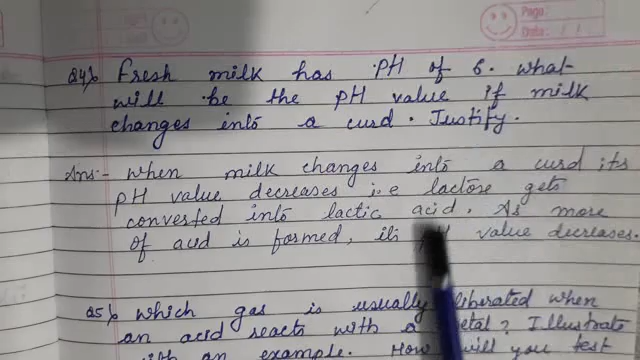 Page:
Date: / /
Q4% Fresh milk has PH of 6. what
will be the PH value if milk
changes into a curd. Justify.
Ans:- When milk changes into a curd its
PH value decreases i.e lactose gets
converted into lactic acid. As more
of acid is formed, its pH value decreases.
Q5% Which gas is usually liberated when
an acid reacts with a metal? Illustrate
with an example. How will you test